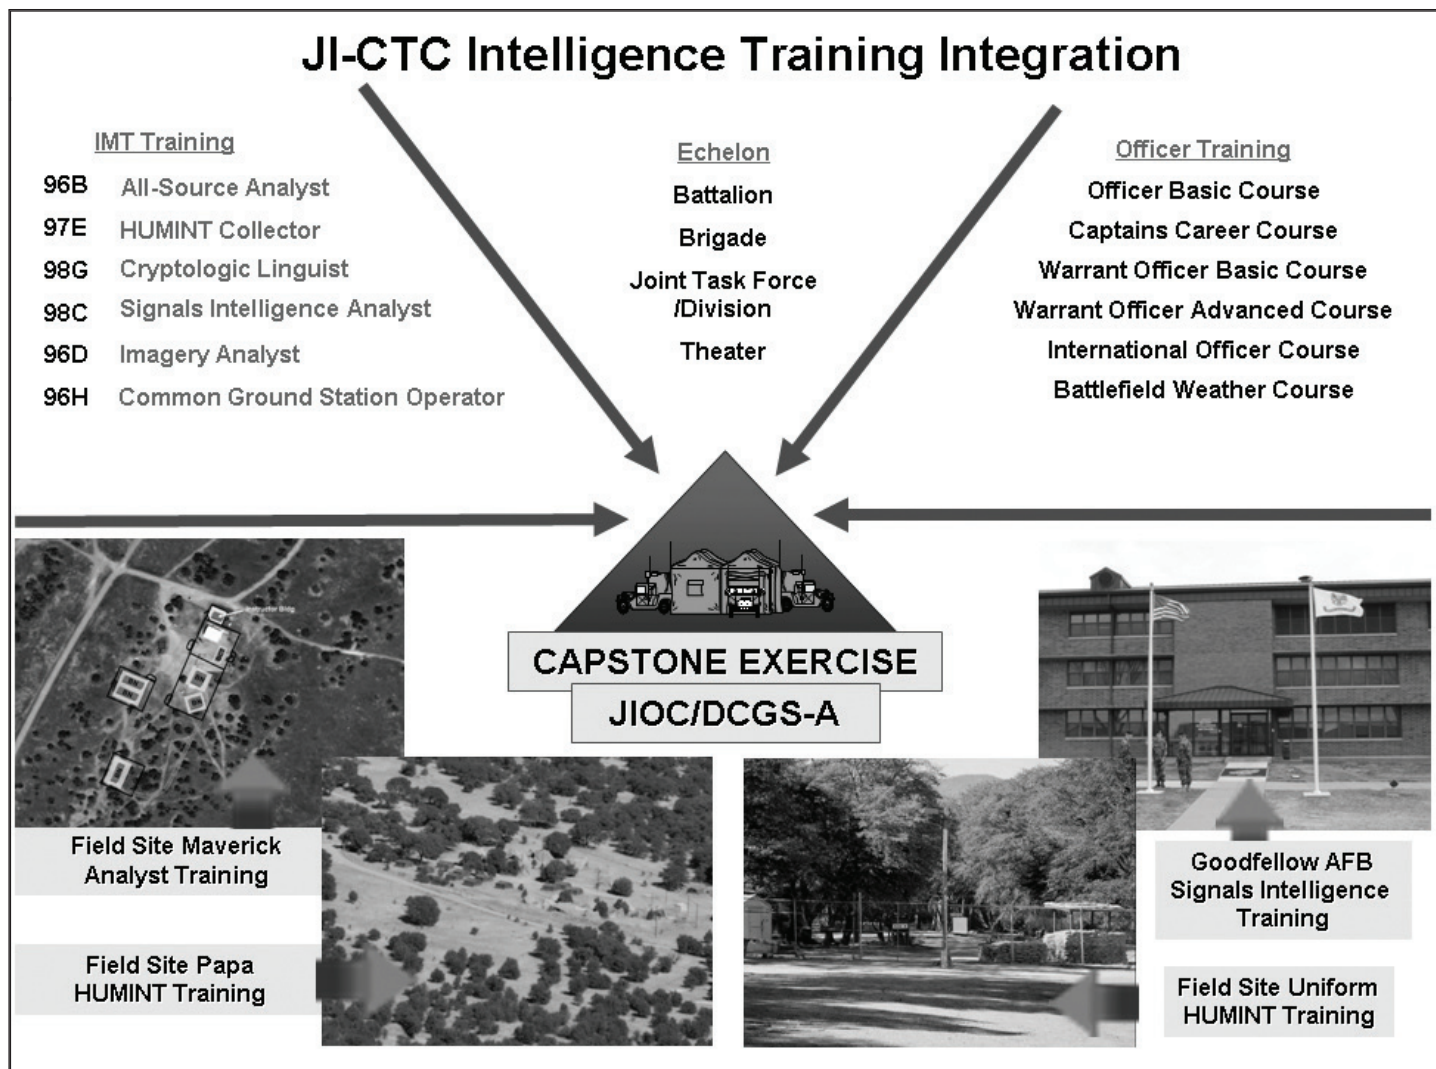 JI-CTC Intelligence Training Integration
IMT Training
96B All-Source Analyst
97E HUMINT Collector
98G Cryptologic Linguist
98C Signals Intelligence Analyst
96D Imagery Analyst
96H Common Ground Station Operator
Echelon
Battalion
Brigade
Joint Task Force
/Division
Theater
Officer Training
Officer Basic Course
Captains Career Course
Warrant Officer Basic Course
Warrant Officer Advanced Course
International Officer Course
Battlefield Weather Course
CAPSTONE EXERCISE
JIOC/DCGS-A
Instructor Bldg
Field Site Maverick
Analyst Training
Field Site Papa
HUMINT Training
Goodfellow AFB
Signals Intelligence
Training
Field Site Uniform
HUMINT Training